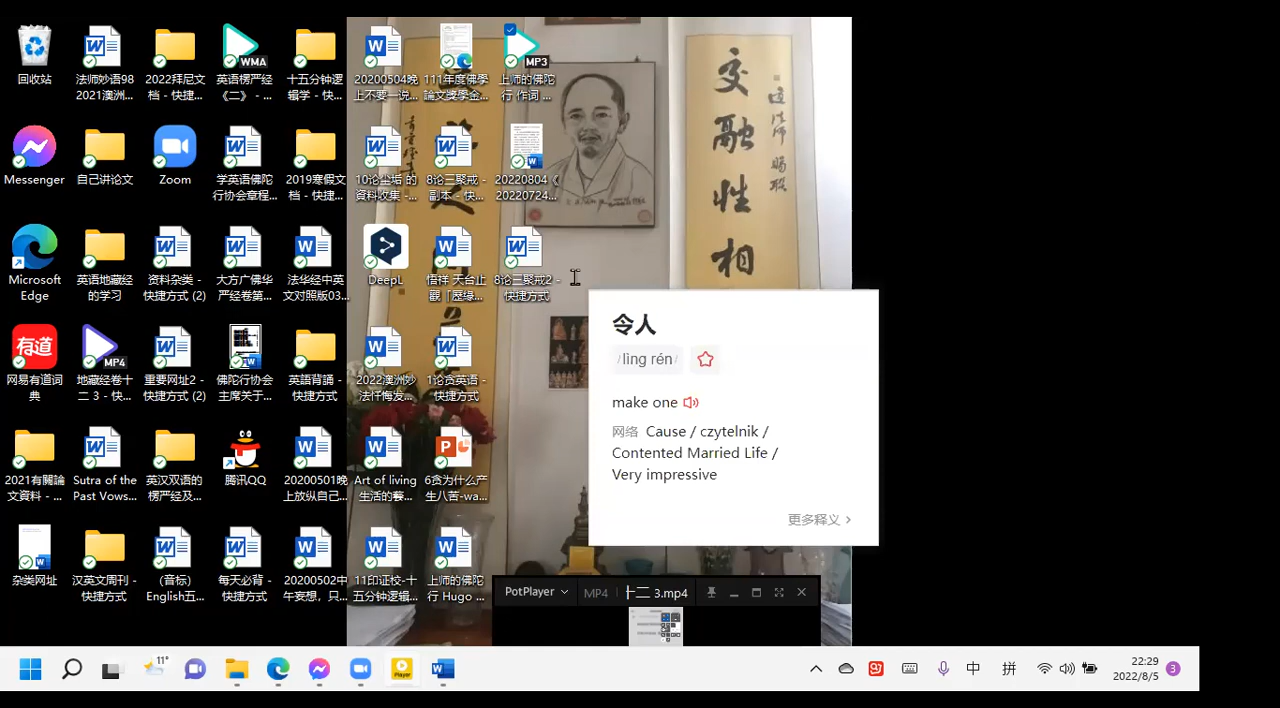 回收站
法师妙语98
2021澳洲...
2022拜尼文
档 - 快捷...
WMA
英语楞严经
《二》 - ...
十五分钟逻
辑学 - 快...
20200504晚
上不要一说...
111年度佛學
論文獎學金...
MP3
上师的佛陀
行 作词 ...
Messenger
自己讲论文
Zoom
学英语佛陀
行协会章程...
2019寒假文
档 - 快捷...
10论尘垢 的
資料收集 -...
8论三聚戒 -
副本 - 快...
20220804《
20220724...
Microsoft
Edge
英语地藏经
的学习
资料杂类 -
快捷方式 (2)
大方广佛华
严经卷第...
法华经中英
文对照版03...
DeepL
悟祥 天台止
觀「歷緣...
8论三聚戒2 -
快捷方式
有道
网易有道词
典
MP4
地藏经卷十
二 3 - 快...
重要网址2 -
快捷方式 (2)
佛陀行协会
主席关于...
英語背誦 -
快捷方式
2022澳洲妙
法忏悔发...
1论贪英语 -
快捷方式
2021有關論
文資料 - ...
Sutra of the
Past Vows...
英汉双语的
楞严经及...
腾讯QQ
20200501晚
上放纵自己...
Art of living
生活的藝...
6贪为什么产
生八苦-wa...
杂类网址
汉英文周刊 -
快捷方式
(音标)
English五...
每天必背 -
快捷方式
20200502中
午妄想，只...
11印证校-十
五分钟逻辑...
上师的佛陀
行 Hugo ...
交融性相
令人
/lìng rén/
make one
网络 Cause / czytelnik /
Contented Married Life /
Very impressive
更多释义 >
PotPlayer MP4 十二 3.mp4
11°
Player
中 拼
22:29
2022/8/5
3